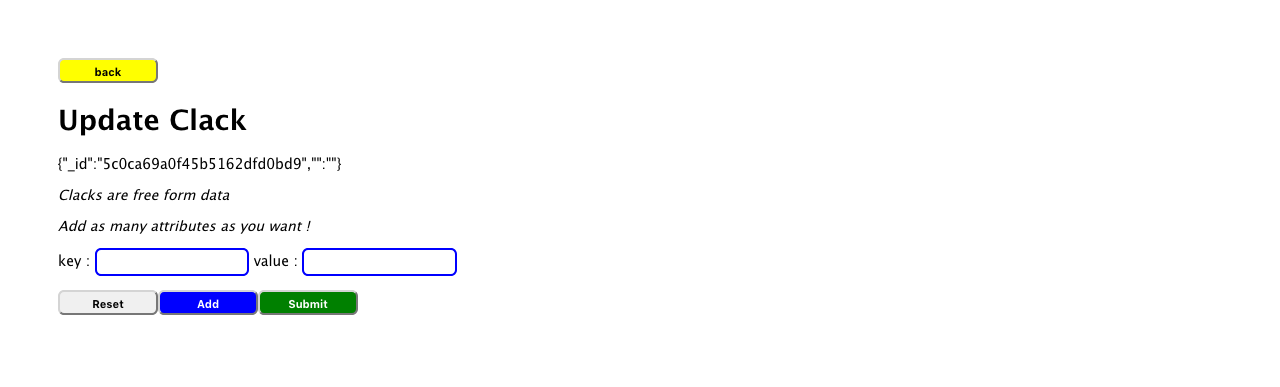 back
Update Clack
{"_id":"5c0ca69a0f45b5162dfd0bd9","":""}
Clacks are free form data
Add as many attributes as you want !
key : value :
Reset Add Submit